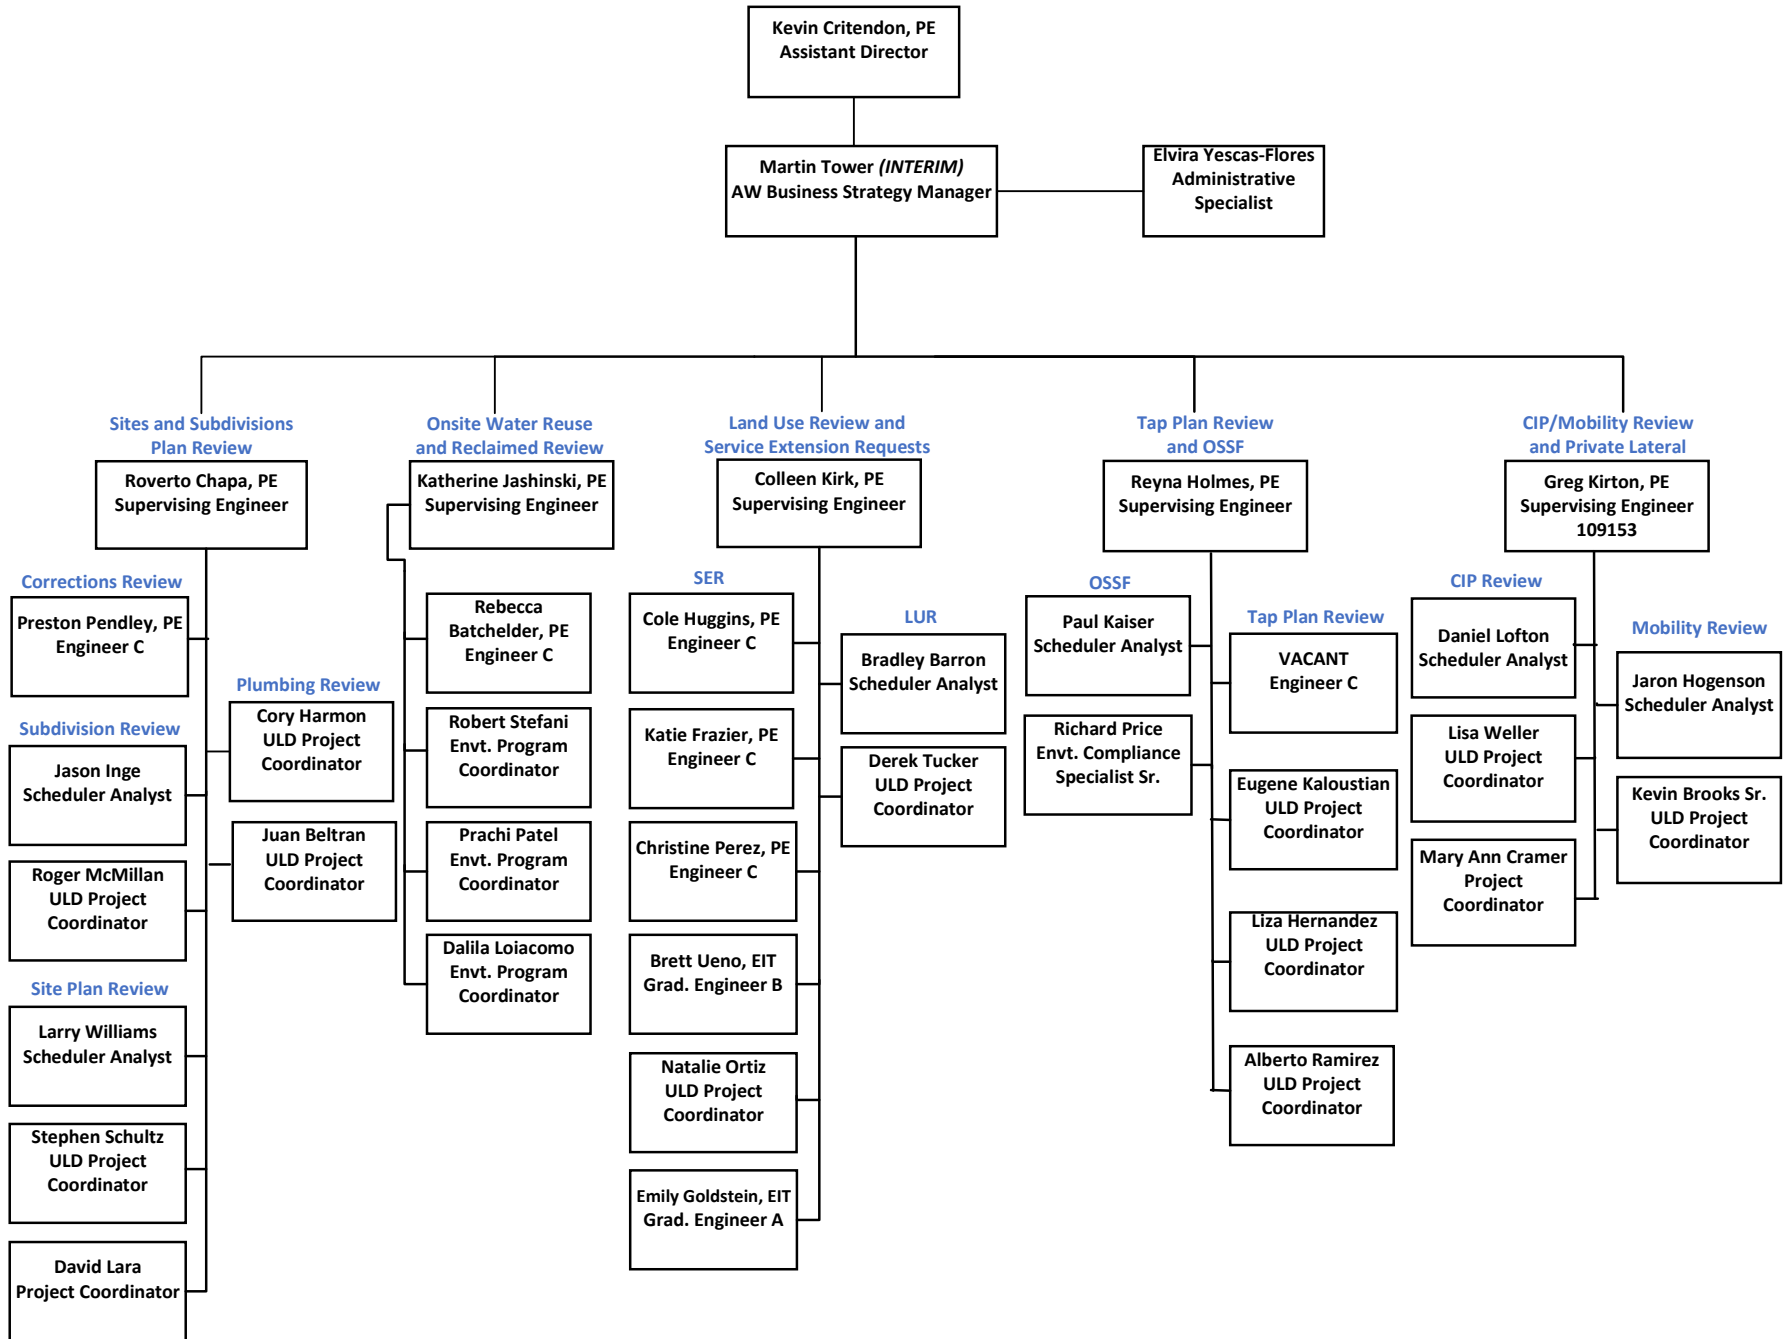 Kevin Critendon, PE
Assistant Director
Martin Tower (INTERIM)
AW Business Strategy Manager
Elvira Yescas-Flores
Administrative
Specialist
Sites and Subdivisions
Plan Review
Roverto Chapa, PE
Supervising Engineer
Corrections Review
Preston Pendley, PE
Engineer C
Subdivision Review
Jason Inge
Scheduler Analyst
Roger McMillan
ULD Project
Coordinator
Site Plan Review
Larry Williams
Scheduler Analyst
Stephen Schultz
ULD Project
Coordinator
David Lara
Project Coordinator
Plumbing Review
Cory Harmon
ULD Project
Coordinator
Juan Beltran
ULD Project
Coordinator
Onsite Water Reuse
and Reclaimed Review
Katherine Jashinski, PE
Supervising Engineer
Rebecca
Batchelder, PE
Engineer C
Robert Stefani
Envt. Program
Coordinator
Prachi Patel
Envt. Program
Coordinator
Dalila Loiacomo
Envt. Program
Coordinator
Land Use Review and
Service Extension Requests
Colleen Kirk, PE
Supervising Engineer
SER
Cole Huggins, PE
Engineer C
Katie Frazier, PE
Engineer C
Christine Perez, PE
Engineer C
Brett Ueno, EIT
Grad. Engineer B
Natalie Ortiz
ULD Project
Coordinator
Emily Goldstein, EIT
Grad. Engineer A
LUR
Bradley Barron
Scheduler Analyst
Derek Tucker
ULD Project
Coordinator
Tap Plan Review
and OSSF
Reyna Holmes, PE
Supervising Engineer
OSSF
Paul Kaiser
Scheduler Analyst
Richard Price
Envt. Compliance
Specialist Sr.
Tap Plan Review
VACANT
Engineer C
Eugene Kaloustian
ULD Project
Coordinator
Liza Hernandez
ULD Project
Coordinator
Alberto Ramirez
ULD Project
Coordinator
CIP/Mobility Review
and Private Lateral
Greg Kirton, PE
Supervising Engineer
109153
CIP Review
Daniel Lofton
Scheduler Analyst
Lisa Weller
ULD Project
Coordinator
Mary Ann Cramer
Project
Coordinator
Mobility Review
Jaron Hogenson
Scheduler Analyst
Kevin Brooks Sr.
ULD Project
Coordinator